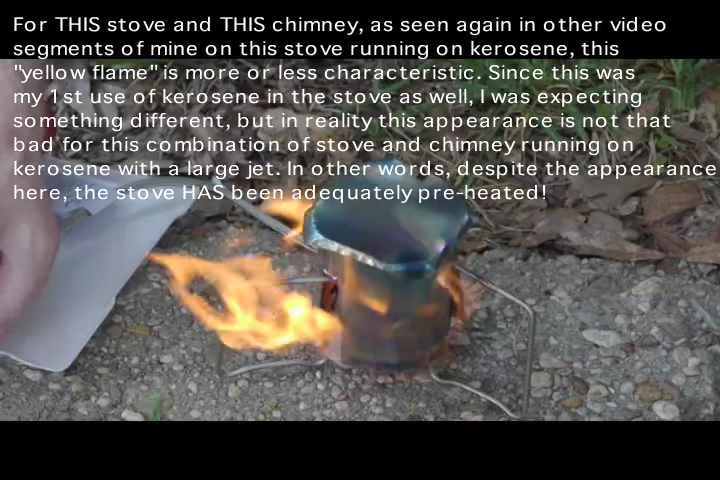 For THIS stove and THIS chimney, as seen again in other video
segments of mine on this stove running on kerosene, this
"yellow flame" is more or less characteristic. Since this was
my 1st use of kerosene in the stove as well, I was expecting
something different, but in reality this appearance is not that
bad for this combination of stove and chimney running on
kerosene with a large jet. In other words, despite the appearance
here, the stove HAS been adequately pre-heated!